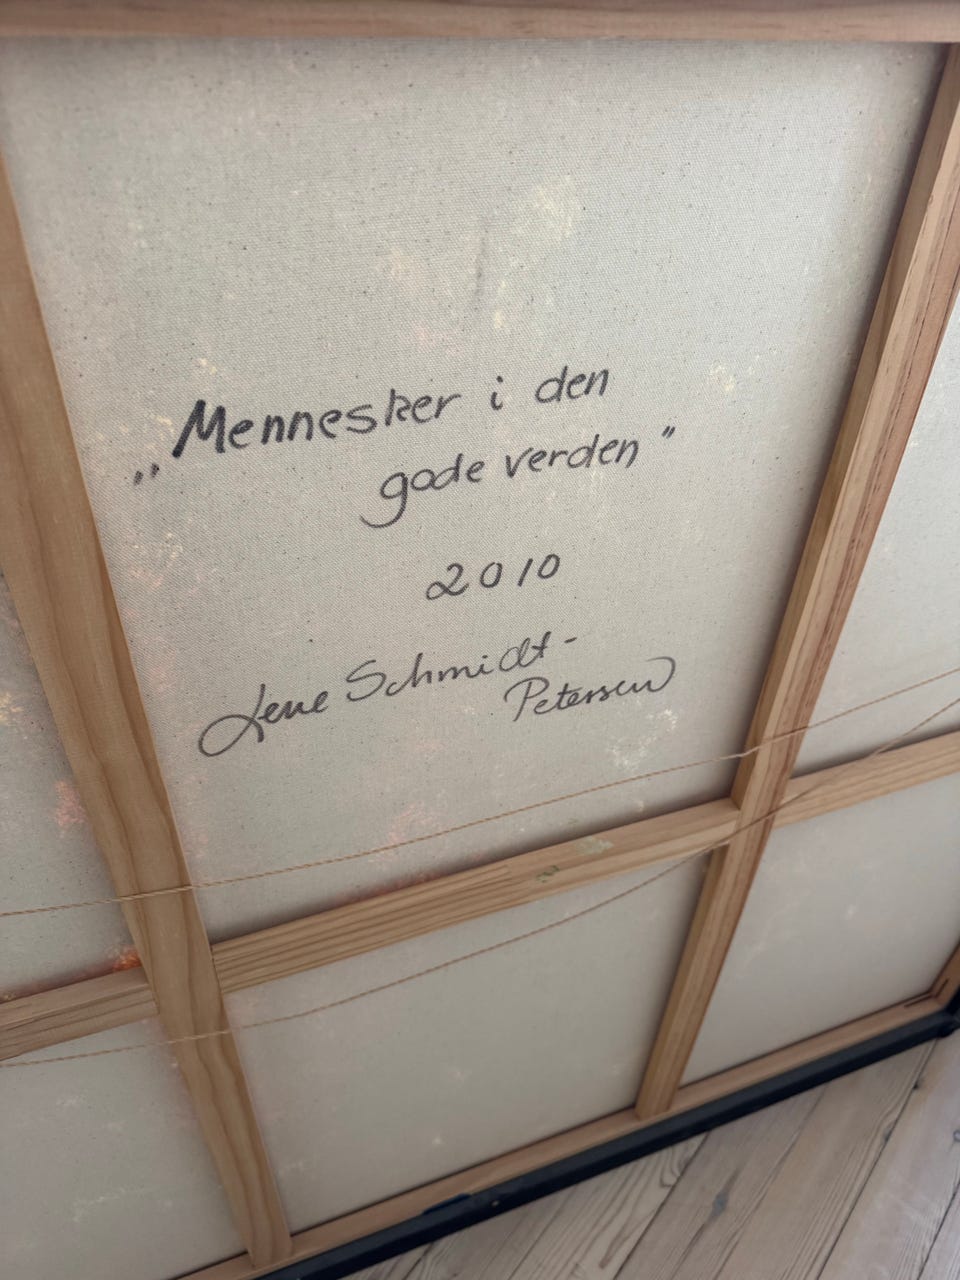 „Mennesker i den
gode verden”
2010
Lene Schmidt-
Petersen